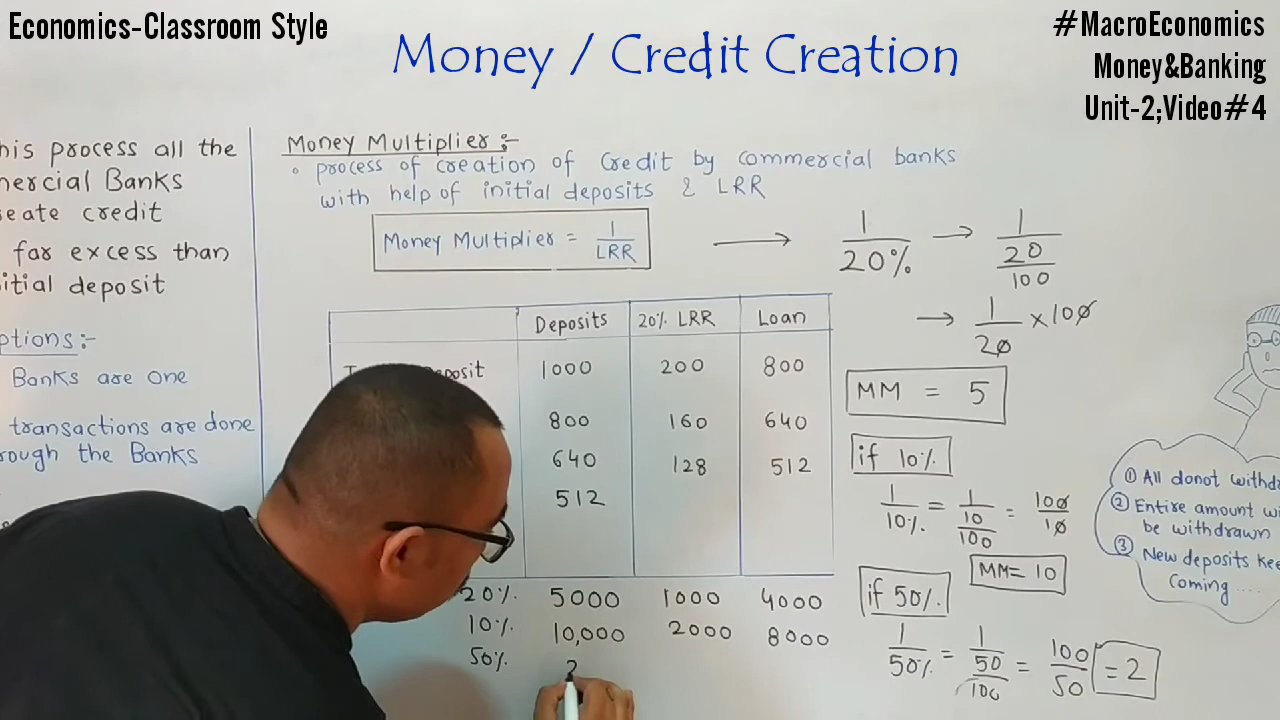 Economics-Classroom Style
#MacroEconomics
Money&Banking
Unit-2;Video#4
Money / Credit Creation
his process all the
mercial Banks
eate credit
far excess than
itial deposit
ptions:-
Banks are one
transactions are done
rough the Banks
Money Multiplier :-
process of creation of Credit by commercial banks
with help of initial deposits & LRR
Money Multiplier = 1/LRR
→ 1/20% → 1/(20/100)
→ 1/20 × 100
MM = 5
Deposits 20% LRR Loan
1000 200 800
800 160 640
640 128 512
512
20% 5000 1000 4000
10% 10,000 2000 8000
50% 2
if 10%
1/10% = 1/(10/100) = 100/10
MM = 10
if 50%
1/50% = 1/(50/100) = 100/50 = 2
① All donot withd
② Entire amount wi
be withdrawn
③ New deposits kee
coming ....